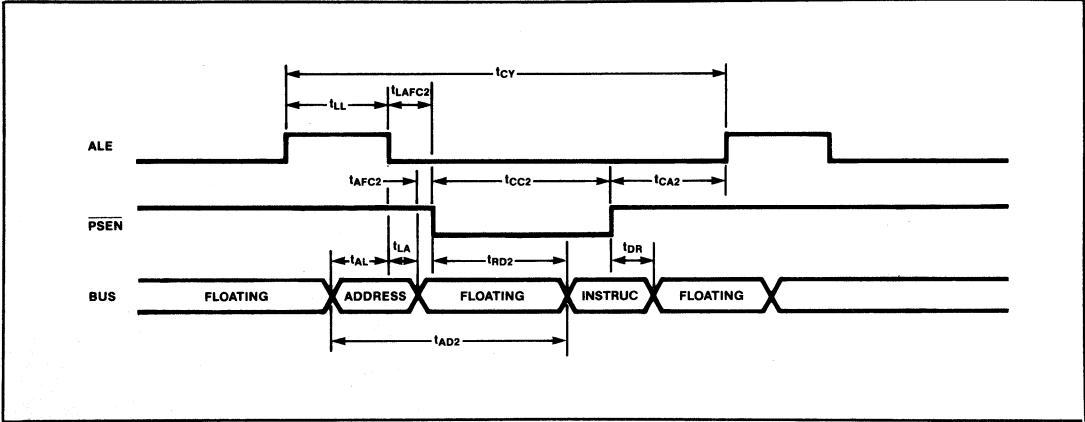 tCY
tLL
tLAFC2
ALE
tAFC2
tCC2
tCA2
PSEN
tAL
tLA
tRD2
tDR
BUS
FLOATING
ADDRESS
FLOATING
INSTRUC
FLOATING
tAD2